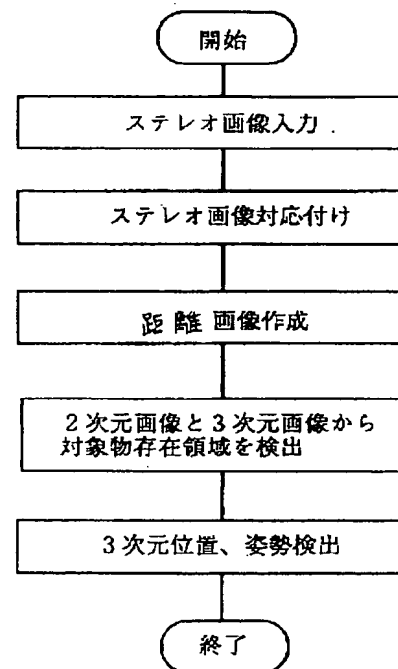 開始
ステレオ画像入力
ステレオ画像対応付け
距離画像作成
2次元画像と3次元画像から
対象物存在領域を検出
3次元位置、姿勢検出
終了